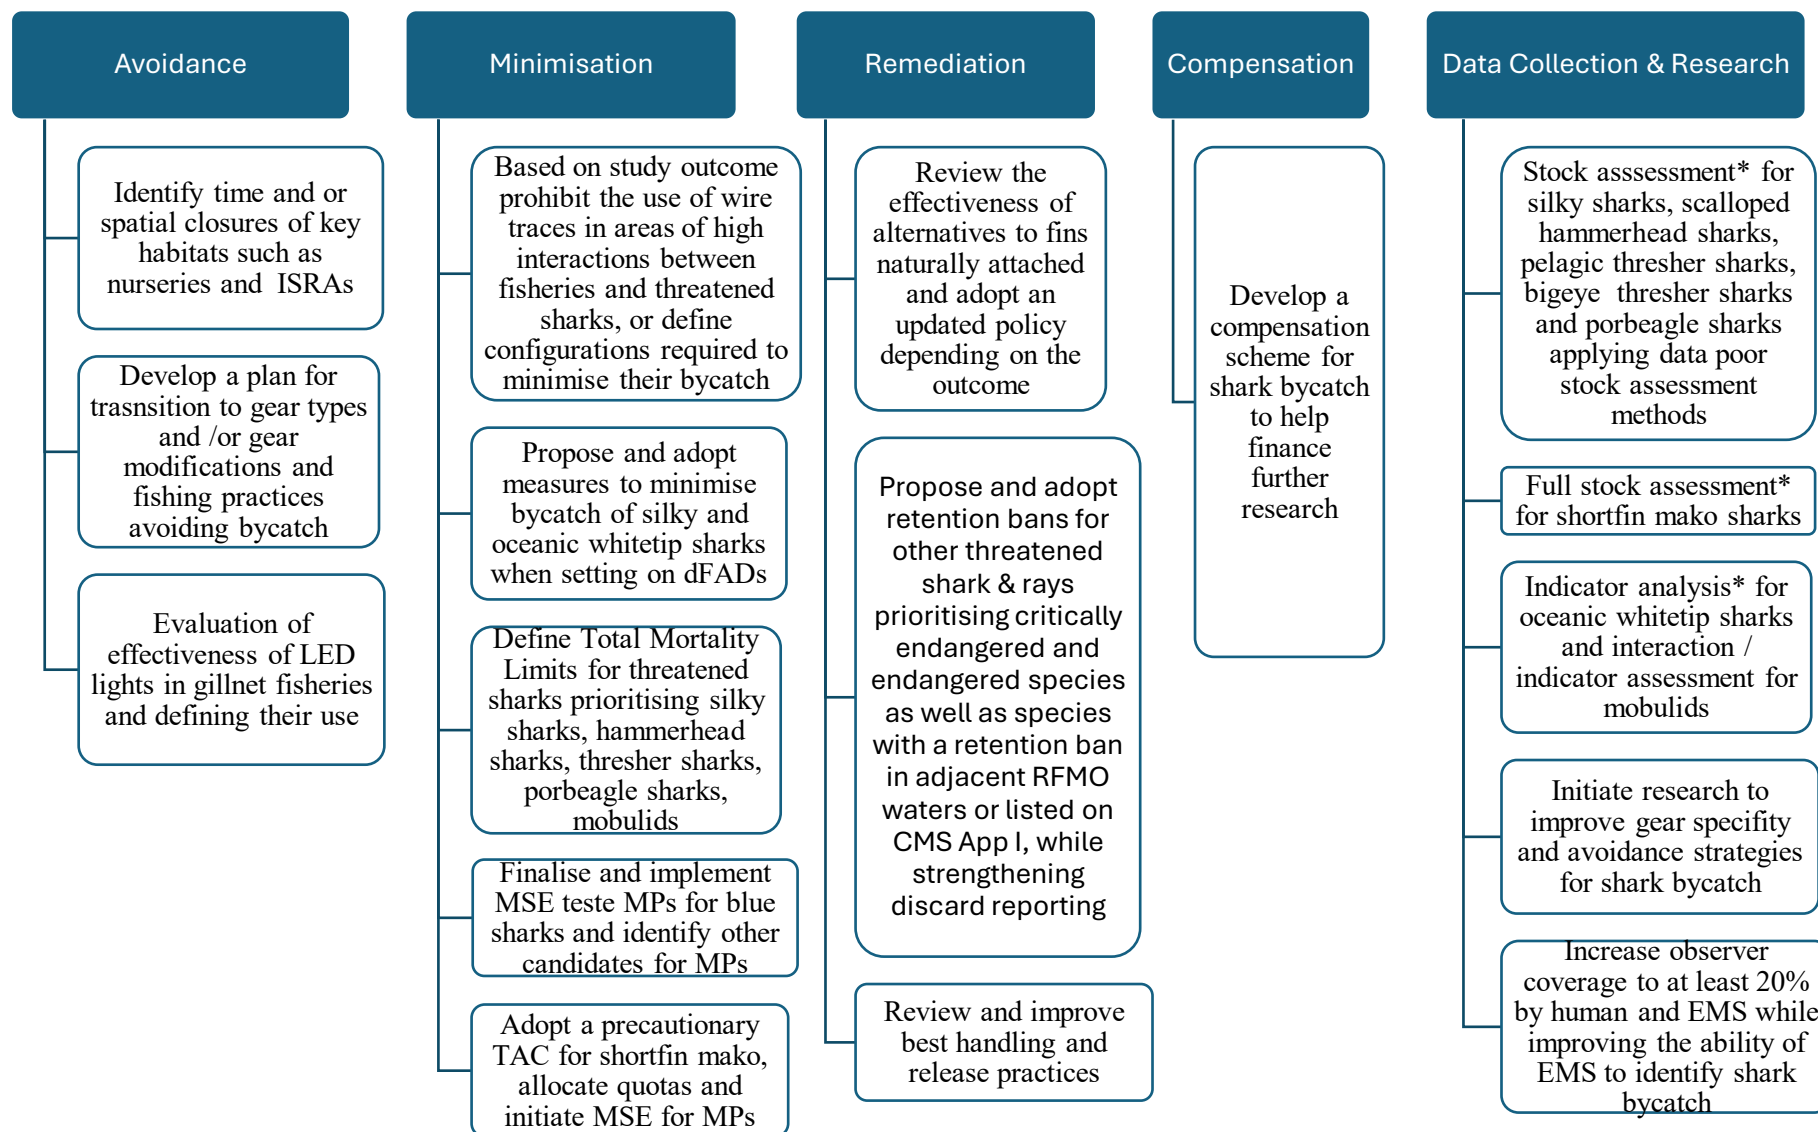 Avoidance
Identify time and or
spatial closures of key
habitats such as
nurseries and ISRAs
Develop a plan for
trasnsition to gear types
and /or gear
modifications and
fishing practices
avoiding bycatch
Evaluation of
effectiveness of LED
lights in gillnet fisheries
and defining their use
Minimisation
Based on study outcome
prohibit the use of wire
traces in areas of high
interactions between
fisheries and threatened
sharks, or define
configurations required to
minimise their bycatch
Propose and adopt
measures to minimise
bycatch of silky and
oceanic whitetip sharks
when setting on dFADs
Define Total Mortality
Limits for threatened
sharks prioritising silky
sharks, hammerhead
sharks, thresher sharks,
porbeagle sharks,
mobulids
Finalise and implement
MSE teste MPs for blue
sharks and identify other
candidates for MPs
Adopt a precautionary
TAC for shortfin mako,
allocate quotas and
initiate MSE for MPs
Remediation
Review the
effectiveness of
alternatives to fins
naturally attached
and adopt an
updated policy
depending on the
outcome
Propose and adopt
retention bans for
other threatened
shark & rays
prioritising critically
endangered and
endangered species
as well as species
with a retention ban
in adjacent RFMO
waters or listed on
CMS App I, while
strengthening
discard reporting
Review and improve
best handling and
release practices
Compensation
Develop a
compensation
scheme for
shark bycatch
to help
finance
further
research
Data Collection & Research
Stock asssessment* for
silky sharks, scalloped
hammerhead sharks,
pelagic thresher sharks,
bigeye thresher sharks
and porbeagle sharks
applying data poor
stock assessment
methods
Full stock assessment*
for shortfin mako sharks
Indicator analysis* for
oceanic whitetip sharks
and interaction /
indicator assessment for
mobulids
Initiate research to
improve gear specifity
and avoidance strategies
for shark bycatch
Increase observer
coverage to at least 20%
by human and EMS while
improving the ability of
EMS to identify shark
bycatch